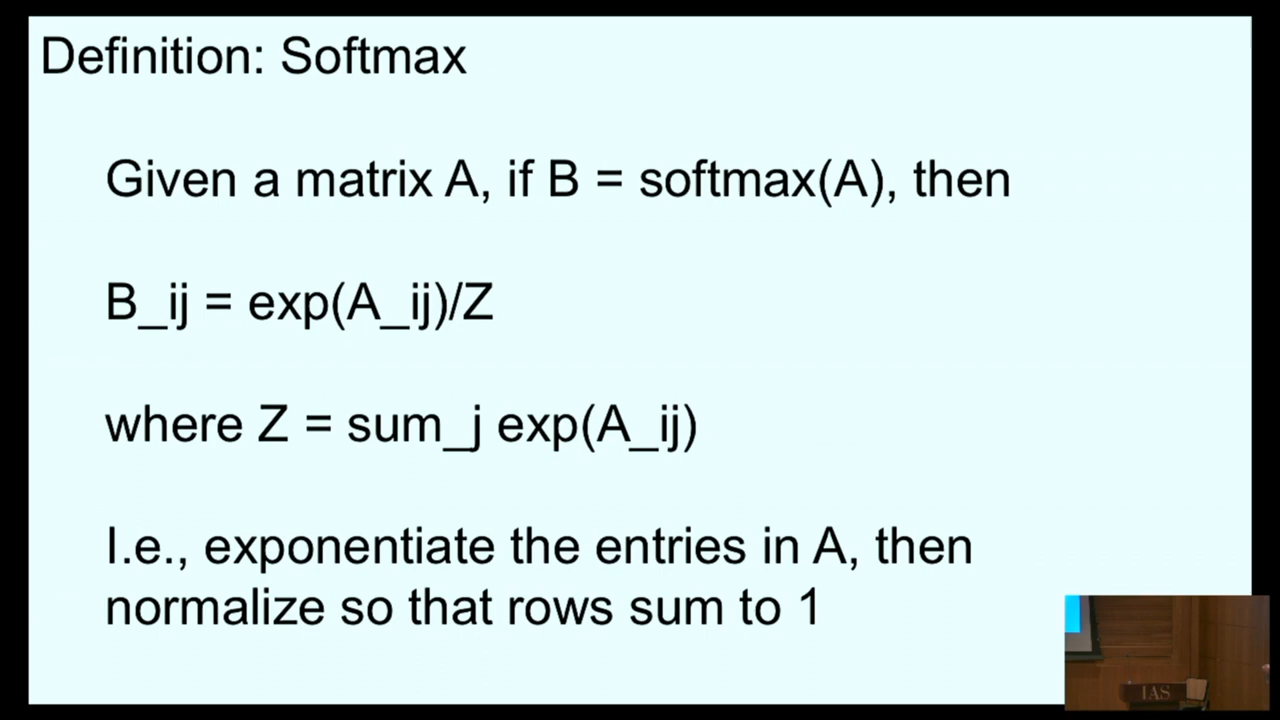 Definition: Softmax
Given a matrix A, if B = softmax(A), then
B_ij = exp(A_ij)/Z
where Z = sum_j exp(A_ij)
I.e., exponentiate the entries in A, then
normalize so that rows sum to 1
IAS